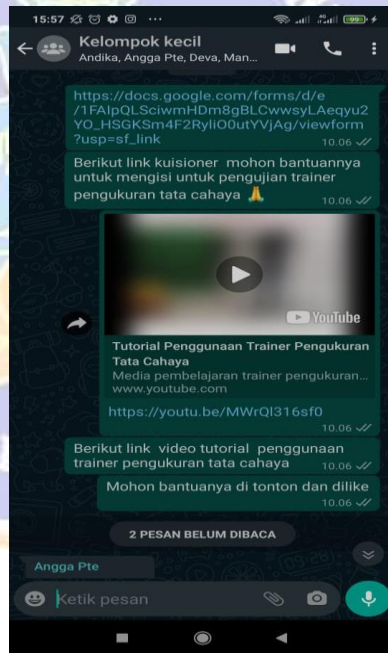 15:57
99
Kelompok kecil
Andika, Angga Pte, Deva, Man...
https://docs.google.com/forms/d/e
/1FAIpQLSciwmHDm8gBLCwwsyLAeqyu2
YO_HSGKSm4F2RyliO0utYVjAg/viewform
?usp=sf_link
10.06
Berikut link kuisioner mohon bantuannya
untuk mengisi untuk pengujian trainer
pengukuran tata cahaya 🙏
10.06
YouTube
Tutorial Penggunaan Trainer Pengukuran
Tata Cahaya
Media pembelajaran trainer pengukuran...
www.youtube.com
https://youtu.be/MWrQl316sf0
10.06
Berikut link video tutorial penggunaan
trainer pengukuran tata cahaya
10.06
Mohon bantuanya di tonton dan dilike
10.06
2 PESAN BELUM DIBACA
Angga Pte
Ketik pesan